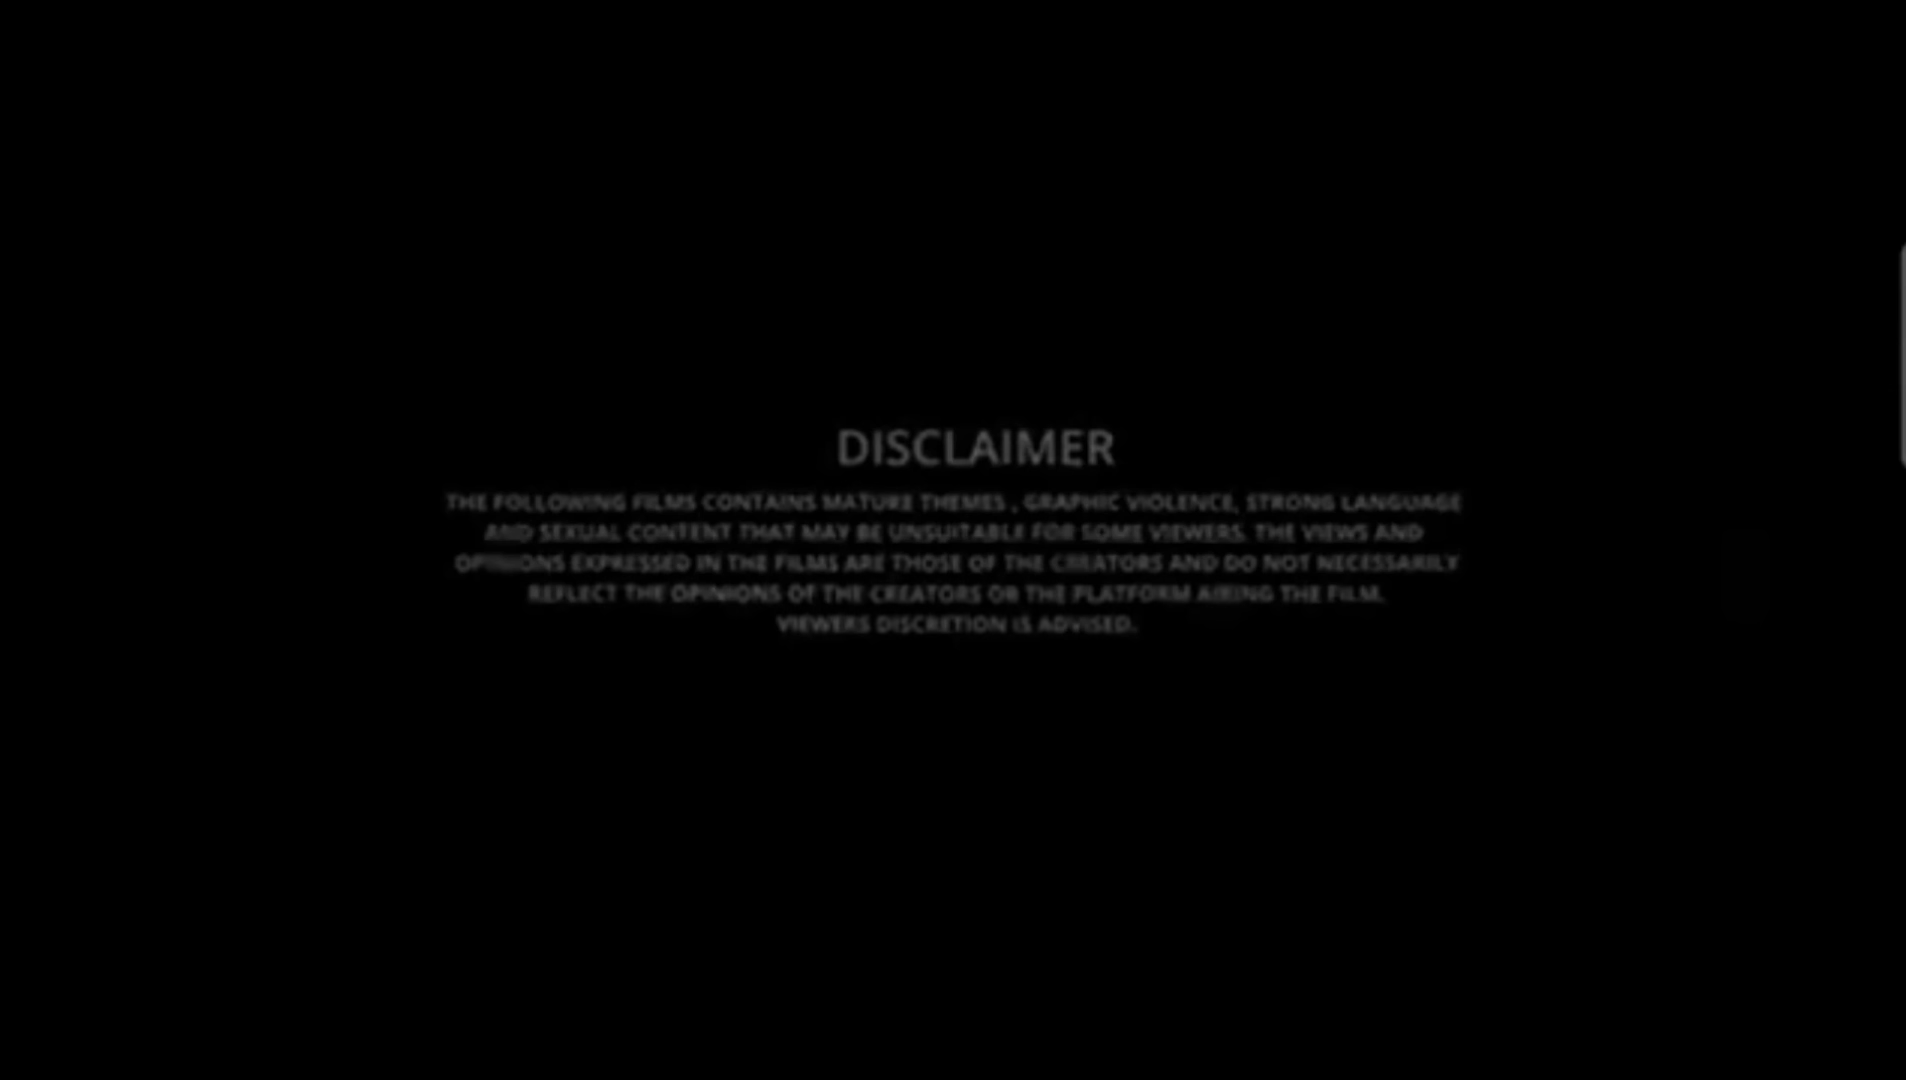 DISCLAIMER
THE FOLLOWING FILMS CONTAINS MATURE THEMES , GRAPHIC VIOLENCE, STRONG LANGUAGE
AND SEXUAL CONTENT THAT MAY BE UNSUITABLE FOR SOME VIEWERS. THE VIEWS AND
OPINIONS EXPRESSED IN THE FILMS ARE THOSE OF THE CREATORS AND DO NOT NECESSARILY
REFLECT THE OPINIONS OF THE CREATORS OR THE PLATFORM AIRING THE FILM.
VIEWERS DISCRETION IS ADVISED.